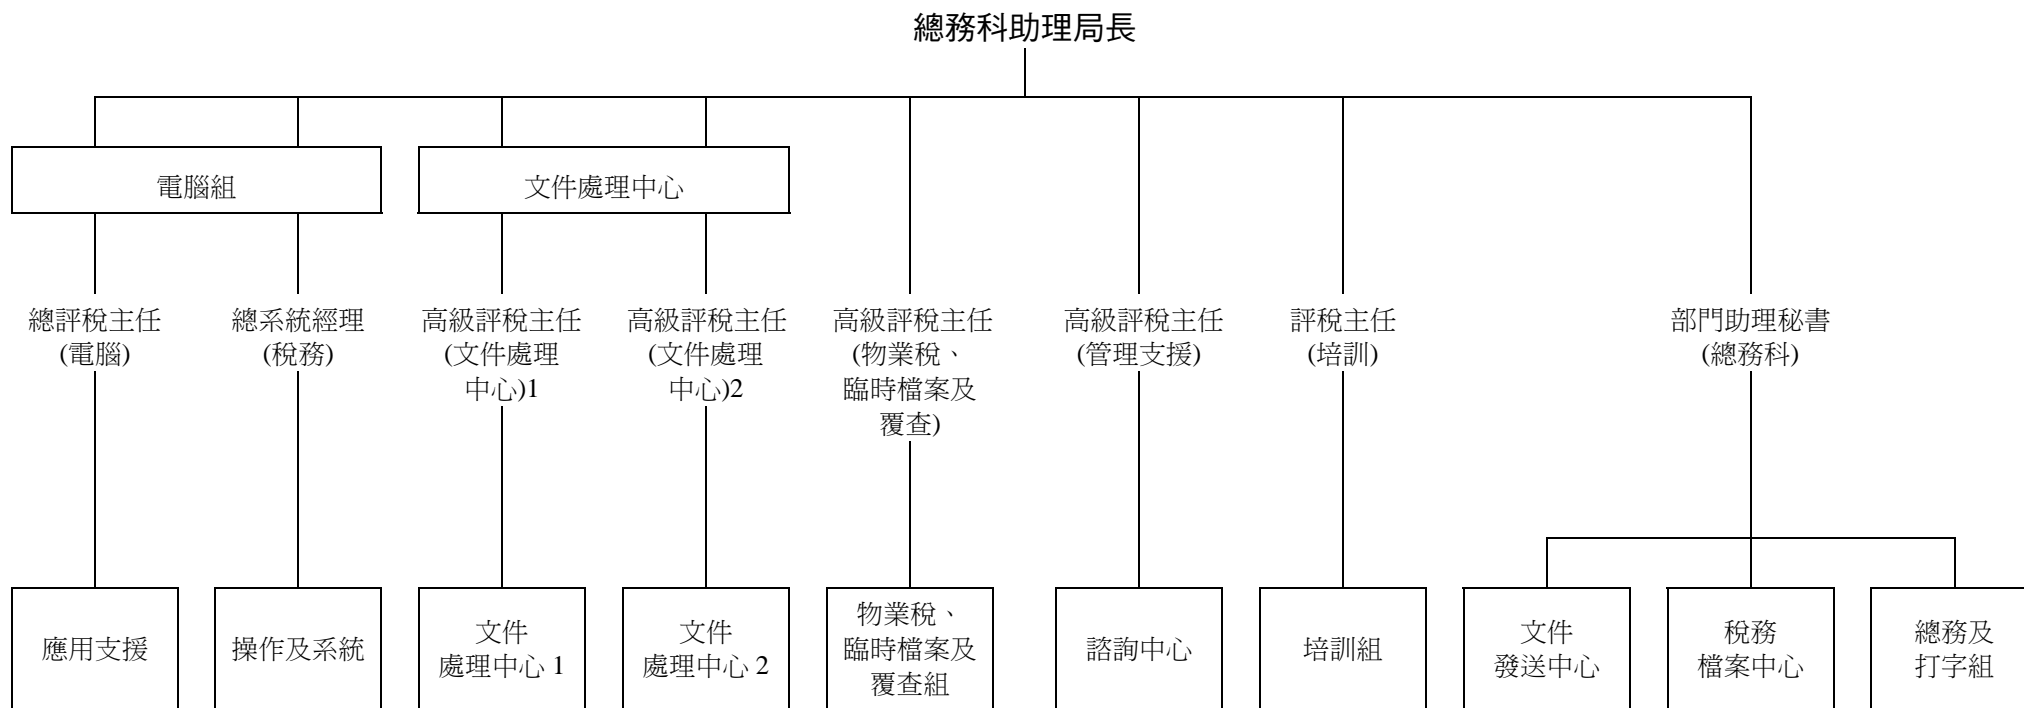 總務科助理局長
電腦組
文件處理中心
總評稅主任
(電腦)
總系統經理
(稅務)
高級評稅主任
(文件處理
中心)1
高級評稅主任
(文件處理
中心)2
高級評稅主任
(物業稅、
臨時檔案及
覆查)
高級評稅主任
(管理支援)
評稅主任
(培訓)
部門助理秘書
(總務科)
應用支援
操作及系統
文件
處理中心 1
文件
處理中心 2
物業稅、
臨時檔案及
覆查組
諮詢中心
培訓組
文件
發送中心
稅務
檔案中心
總務及
打字組